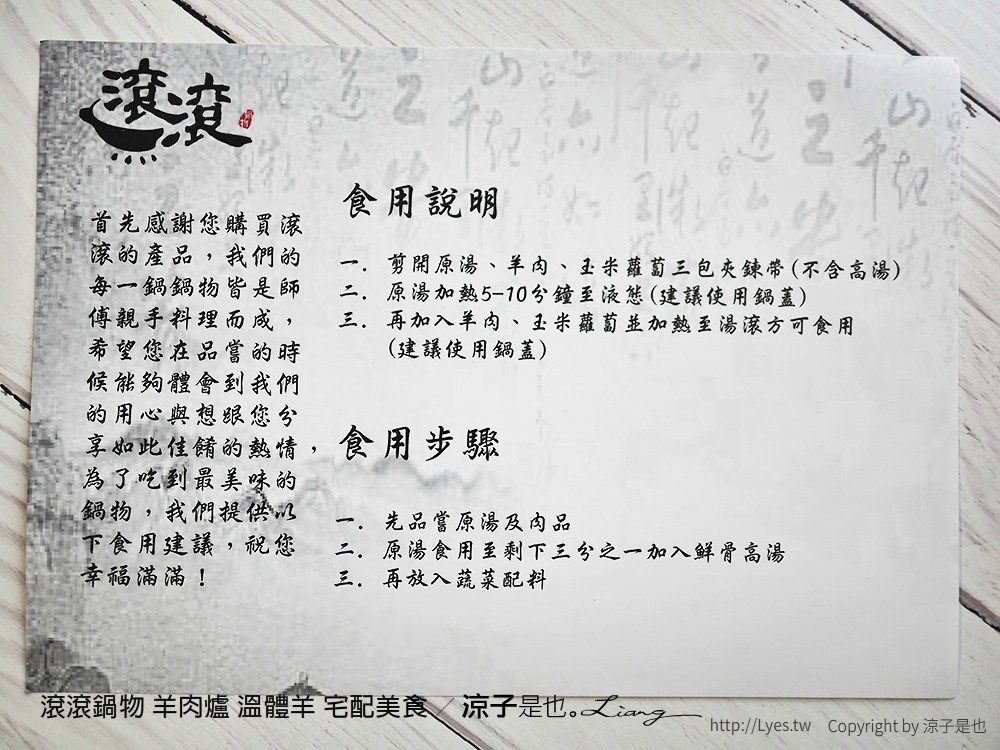 滾滾
首先感謝您購買滾
滾的產品，我們的
每一鍋鍋物皆是師
傅親手料理而成，
希望您在品嘗的時
候能夠體會到我們
的用心與想跟您分
享如此佳餚的熱情，
為了吃到最美味的
鍋物，我們提供以
下食用建議，祝您
幸福滿滿！
食用說明
一. 剪開原湯、羊肉、玉米蘿蔔三包夾鍊帶(不含高湯)
二. 原湯加熱5-10分鐘至液態(建議使用鍋蓋)
三. 再加入羊肉、玉米蘿蔔並加熱至湯滾方可食用
(建議使用鍋蓋)
食用步驟
一. 先品嘗原湯及肉品
二. 原湯食用至剩下三分之一加入鮮骨高湯
三. 再放入蔬菜配料
滾滾鍋物 羊肉爐 溫體羊 宅配美食／涼子是也。Liang
http://Lyes.tw Copyright by 涼子是也